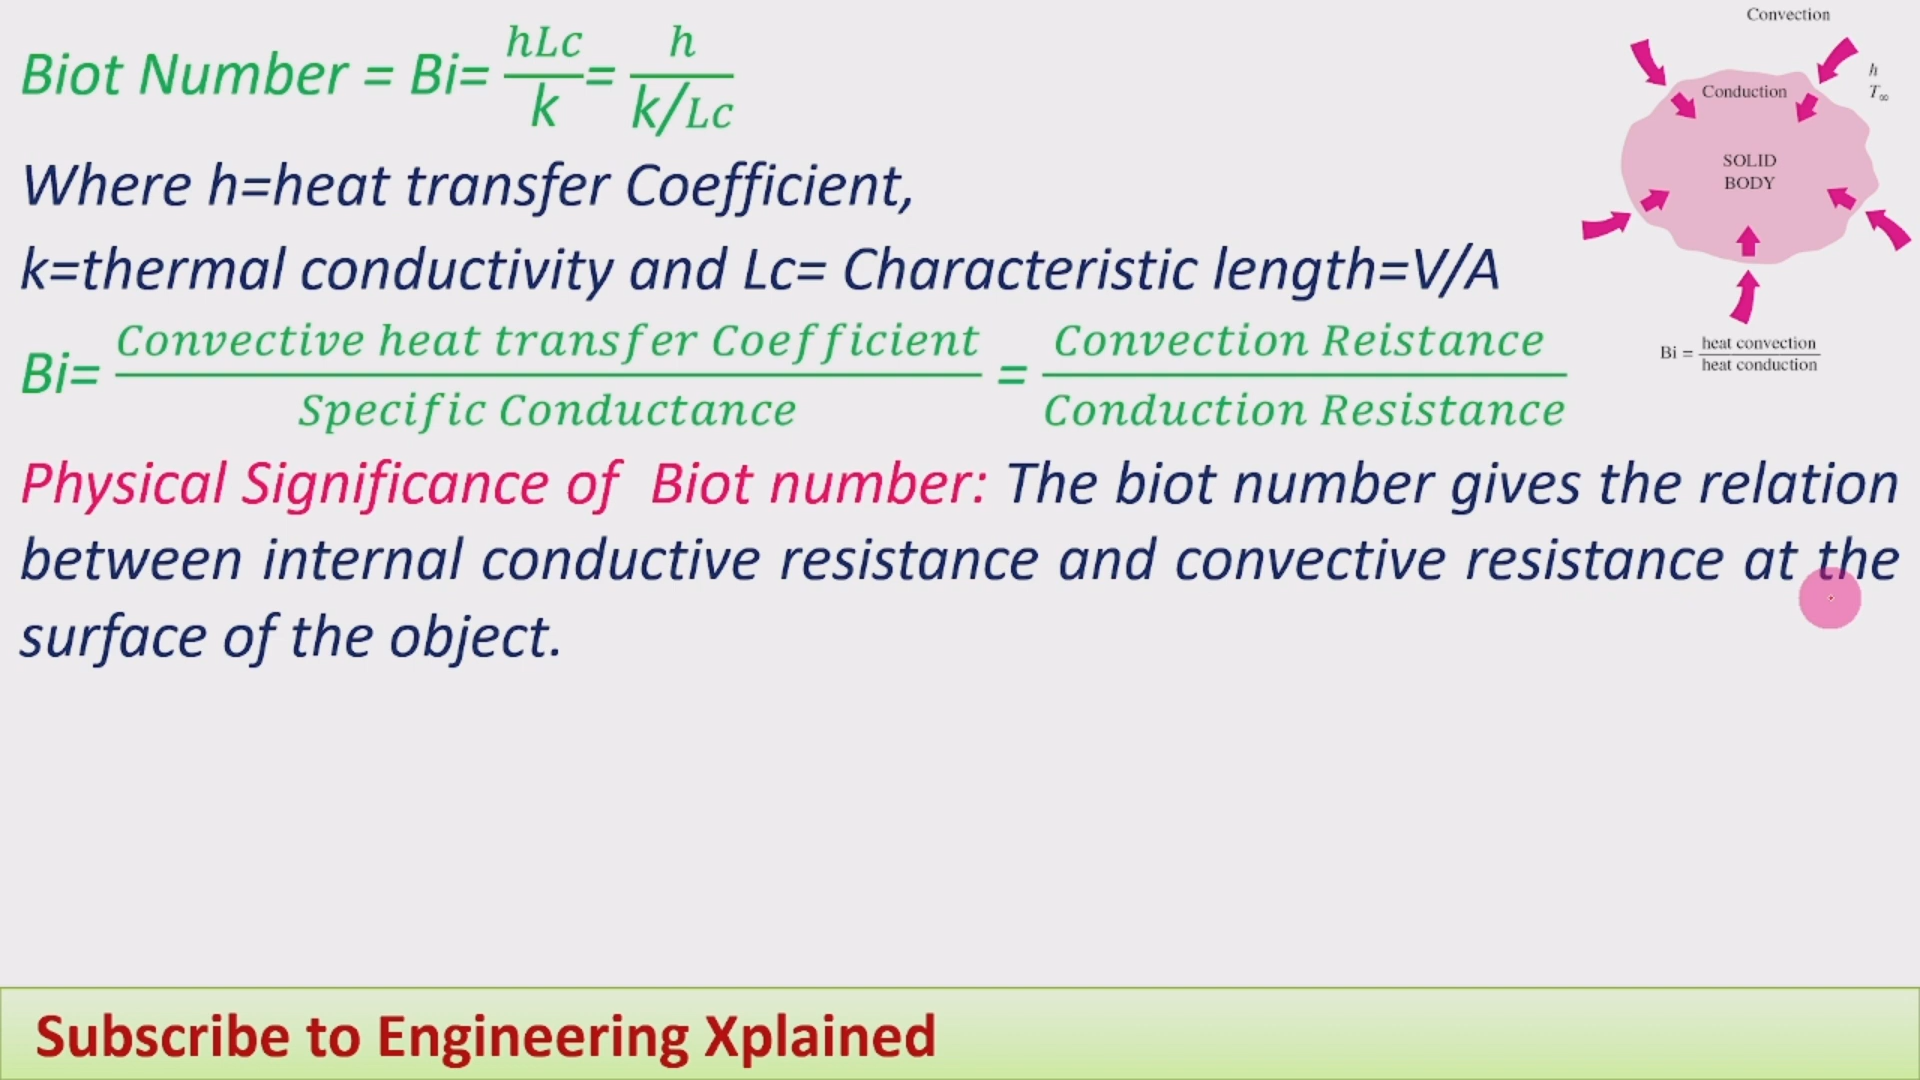 Biot Number = Bi= hLc/k = h/(k/Lc)
Where h=heat transfer Coefficient,
k=thermal conductivity and Lc= Characteristic length=V/A
Bi= Convective heat transfer Coefficient/Specific Conductance = Convection Reistance/Conduction Resistance
Physical Significance of Biot number: The biot number gives the relation
between internal conductive resistance and convective resistance at the
surface of the object.
Convection
h
T∞
Conduction
SOLID
BODY
Bi = heat convection/heat conduction
Subscribe to Engineering Xplained